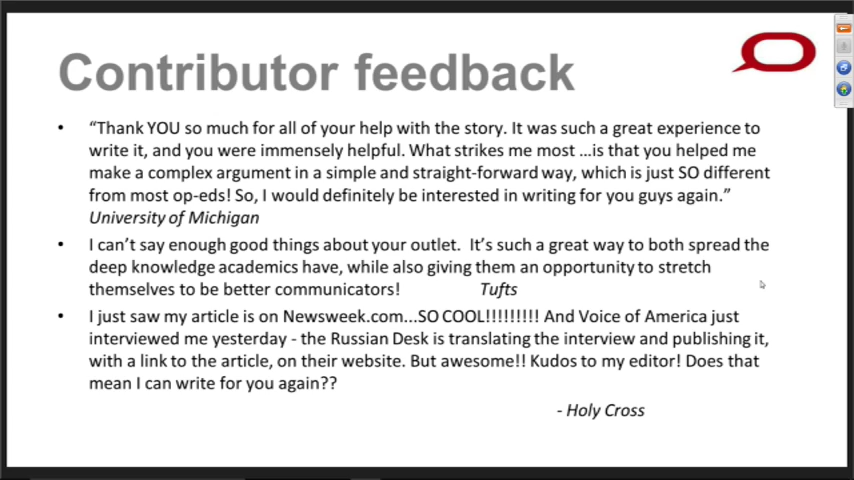 Contributor feedback
• “Thank YOU so much for all of your help with the story. It was such a great experience to
write it, and you were immensely helpful. What strikes me most …is that you helped me
make a complex argument in a simple and straight-forward way, which is just SO different
from most op-eds! So, I would definitely be interested in writing for you guys again.”
University of Michigan
• I can’t say enough good things about your outlet. It’s such a great way to both spread the
deep knowledge academics have, while also giving them an opportunity to stretch
themselves to be better communicators! Tufts
• I just saw my article is on Newsweek.com...SO COOL!!!!!!!!! And Voice of America just
interviewed me yesterday - the Russian Desk is translating the interview and publishing it,
with a link to the article, on their website. But awesome!! Kudos to my editor! Does that
mean I can write for you again??
- Holy Cross